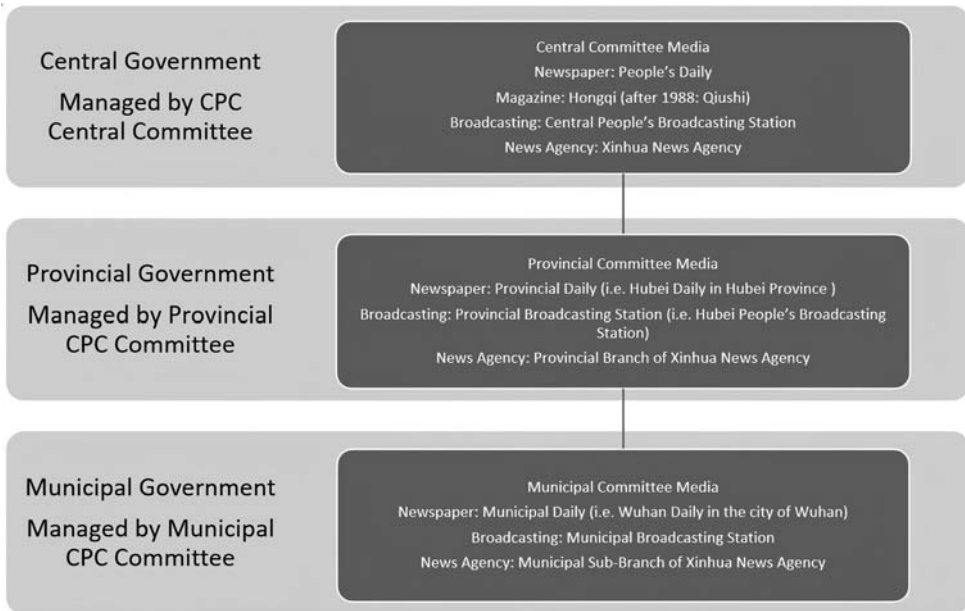 Central Government
Managed by CPC
Central Committee
Central Committee Media
Newspaper: People's Daily
Magazine: Hongqi (after 1988: Qiushi)
Broadcasting: Central People's Broadcasting Station
News Agency: Xinhua News Agency
Provincial Government
Managed by Provincial
CPC Committee
Provincial Committee Media
Newspaper: Provincial Daily (i.e. Hubei Daily in Hubei Province )
Broadcasting: Provincial Broadcasting Station (i.e. Hubei People's Broadcasting
Station)
News Agency: Provincial Branch of Xinhua News Agency
Municipal Government
Managed by Municipal
CPC Committee
Municipal Committee Media
Newspaper: Municipal Daily (i.e. Wuhan Daily in the city of Wuhan)
Broadcasting: Municipal Broadcasting Station
News Agency: Municipal Sub-Branch of Xinhua News Agency